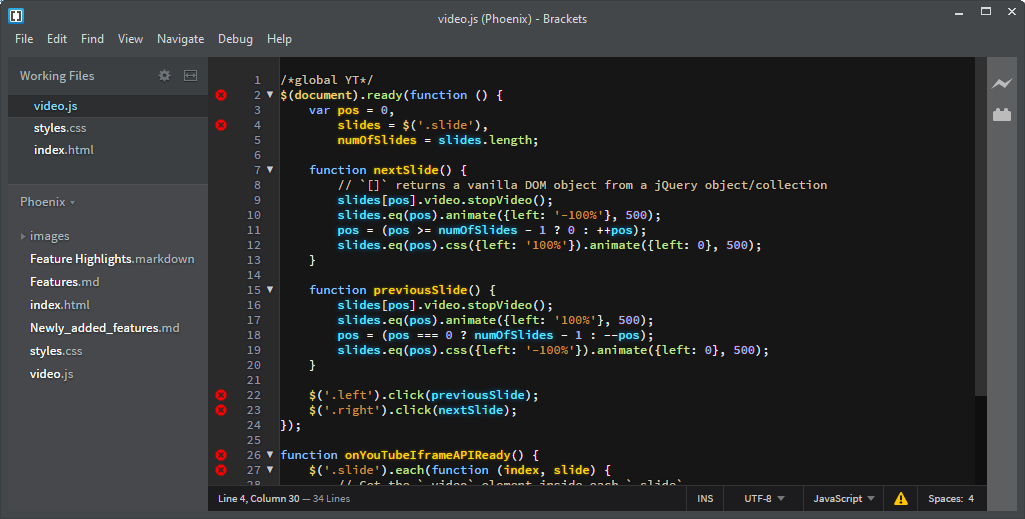 video.js (Phoenix) - Brackets
File Edit Find View Navigate Debug Help
Working Files
video.js
styles.css
index.html
Phoenix
images
Feature Highlights.markdown
Features.md
index.html
Newly_added_features.md
styles.css
video.js
1 /*global YT*/
2 $(document).ready(function () {
3     var pos = 0,
4         slides = $('.slide'),
5         numOfSlides = slides.length;
6
7     function nextSlide() {
8         // `[]` returns a vanilla DOM object from a jQuery object/collection
9         slides[pos].video.stopVideo();
10         slides.eq(pos).animate({left: '-100%'}, 500);
11         pos = (pos >= numOfSlides - 1 ? 0 : ++pos);
12         slides.eq(pos).css({left: '100%'}).animate({left: 0}, 500);
13     }
14
15     function previousSlide() {
16         slides[pos].video.stopVideo();
17         slides.eq(pos).animate({left: '100%'}, 500);
18         pos = (pos === 0 ? numOfSlides - 1 : --pos);
19         slides.eq(pos).css({left: '-100%'}).animate({left: 0}, 500);
20     }
21
22     $('.left').click(previousSlide);
23     $('.right').click(nextSlide);
24 });
25
26 function onYouTubeIframeAPIReady() {
27     $('.slide').each(function (index, slide) {
28         // Get the `.video` element inside each `.slide`
Line 4, Column 30 — 34 Lines
INS UTF-8 JavaScript Spaces: 4